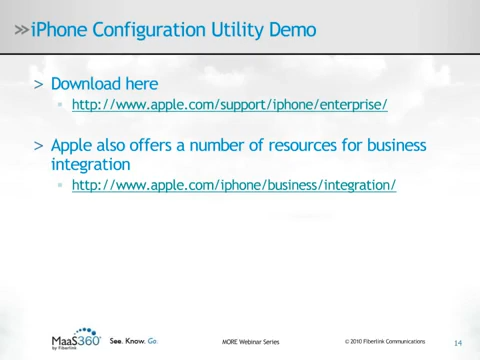 »iPhone Configuration Utility Demo
> Download here
http://www.apple.com/support/iphone/enterprise/
> Apple also offers a number of resources for business
integration
http://www.apple.com/iphone/business/integration/
MaaS360
by Fiberlink
See. Know. Go.
MORE Webinar Series
© 2010 Fiberlink Communications
14